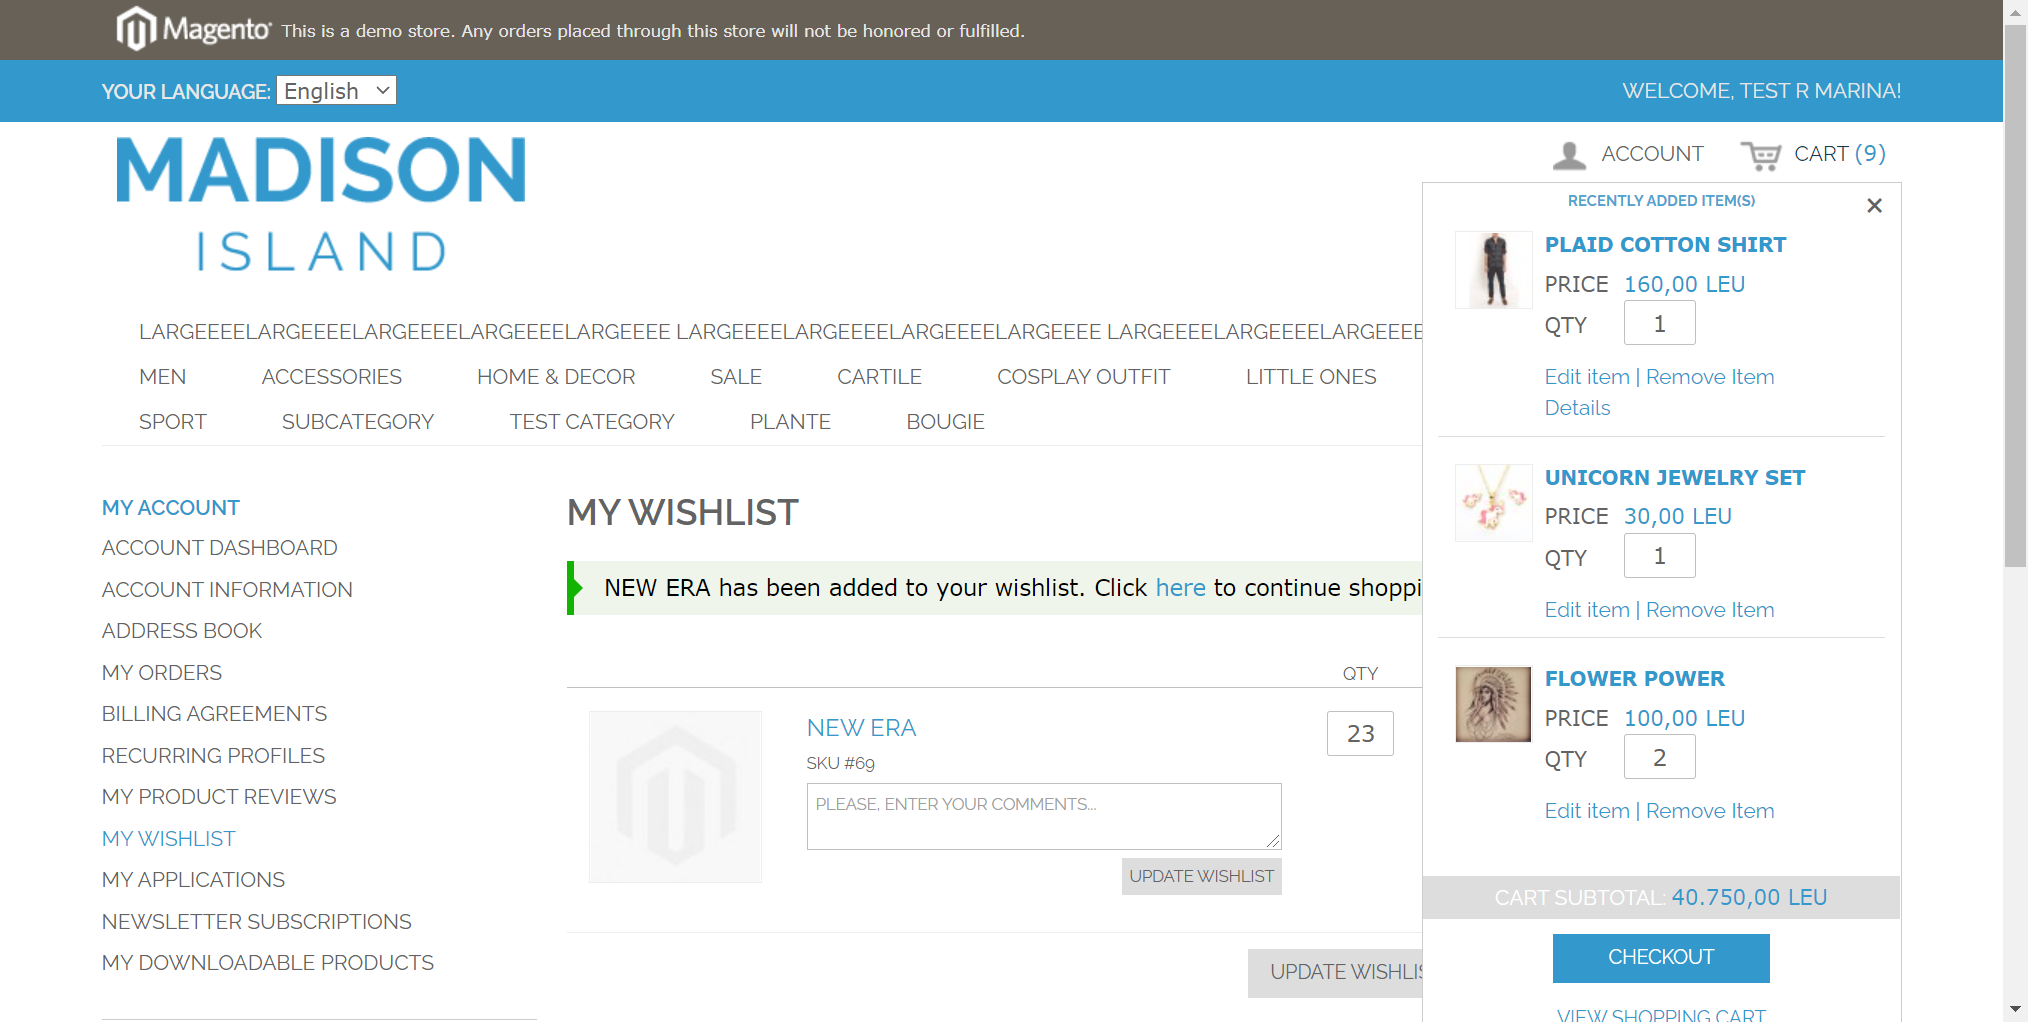 Magento This is a demo store. Any orders placed through this store will not be honored or fulfilled.
YOUR LANGUAGE: English
WELCOME, TEST R MARINA!
MADISON
ISLAND
ACCOUNT
CART (9)
LARGEEEELARGEEEELARGEEEELARGEEEELARGEEEE LARGEEEELARGEEEELARGEEEELARGEEEE LARGEEEELARGEEEELARGEEEE
MEN ACCESSORIES HOME & DECOR SALE CARTILE COSPLAY OUTFIT LITTLE ONES
SPORT SUBCATEGORY TEST CATEGORY PLANTE BOUGIE
MY ACCOUNT
ACCOUNT DASHBOARD
ACCOUNT INFORMATION
ADDRESS BOOK
MY ORDERS
BILLING AGREEMENTS
RECURRING PROFILES
MY PRODUCT REVIEWS
MY WISHLIST
MY APPLICATIONS
NEWSLETTER SUBSCRIPTIONS
MY DOWNLOADABLE PRODUCTS
MY WISHLIST
NEW ERA has been added to your wishlist. Click here to continue shoppi
QTY
NEW ERA
23
SKU #69
PLEASE, ENTER YOUR COMMENTS...
UPDATE WISHLIST
UPDATE WISHLIS
RECENTLY ADDED ITEM(S)
×
PLAID COTTON SHIRT
PRICE 160,00 LEU
QTY 1
Edit item | Remove Item
Details
UNICORN JEWELRY SET
PRICE 30,00 LEU
QTY 1
Edit item | Remove Item
FLOWER POWER
PRICE 100,00 LEU
QTY 2
Edit item | Remove Item
CART SUBTOTAL: 40.750,00 LEU
CHECKOUT
VIEW SHOPPING CART